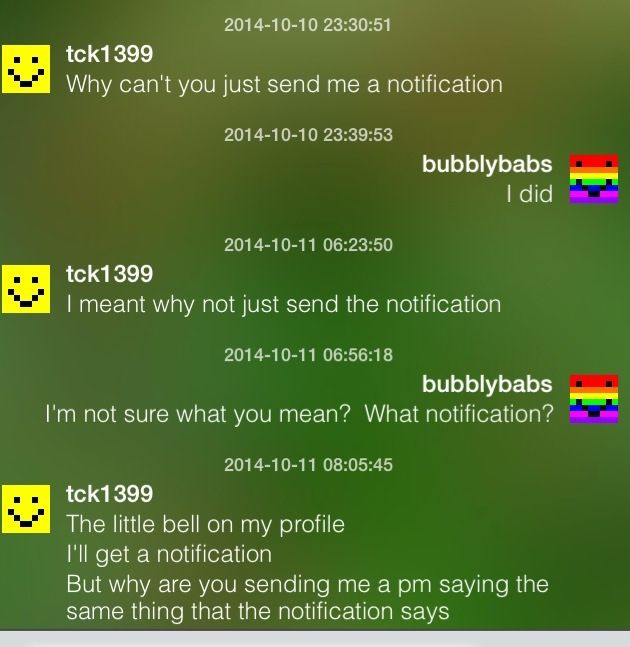 2014-10-10 23:30:51
tck1399
Why can't you just send me a notification
2014-10-10 23:39:53
bubblybabs
I did
2014-10-11 06:23:50
tck1399
I meant why not just send the notification
2014-10-11 06:56:18
bubblybabs
I'm not sure what you mean?  What notification?
2014-10-11 08:05:45
tck1399
The little bell on my profile
I'll get a notification
But why are you sending me a pm saying the
same thing that the notification says